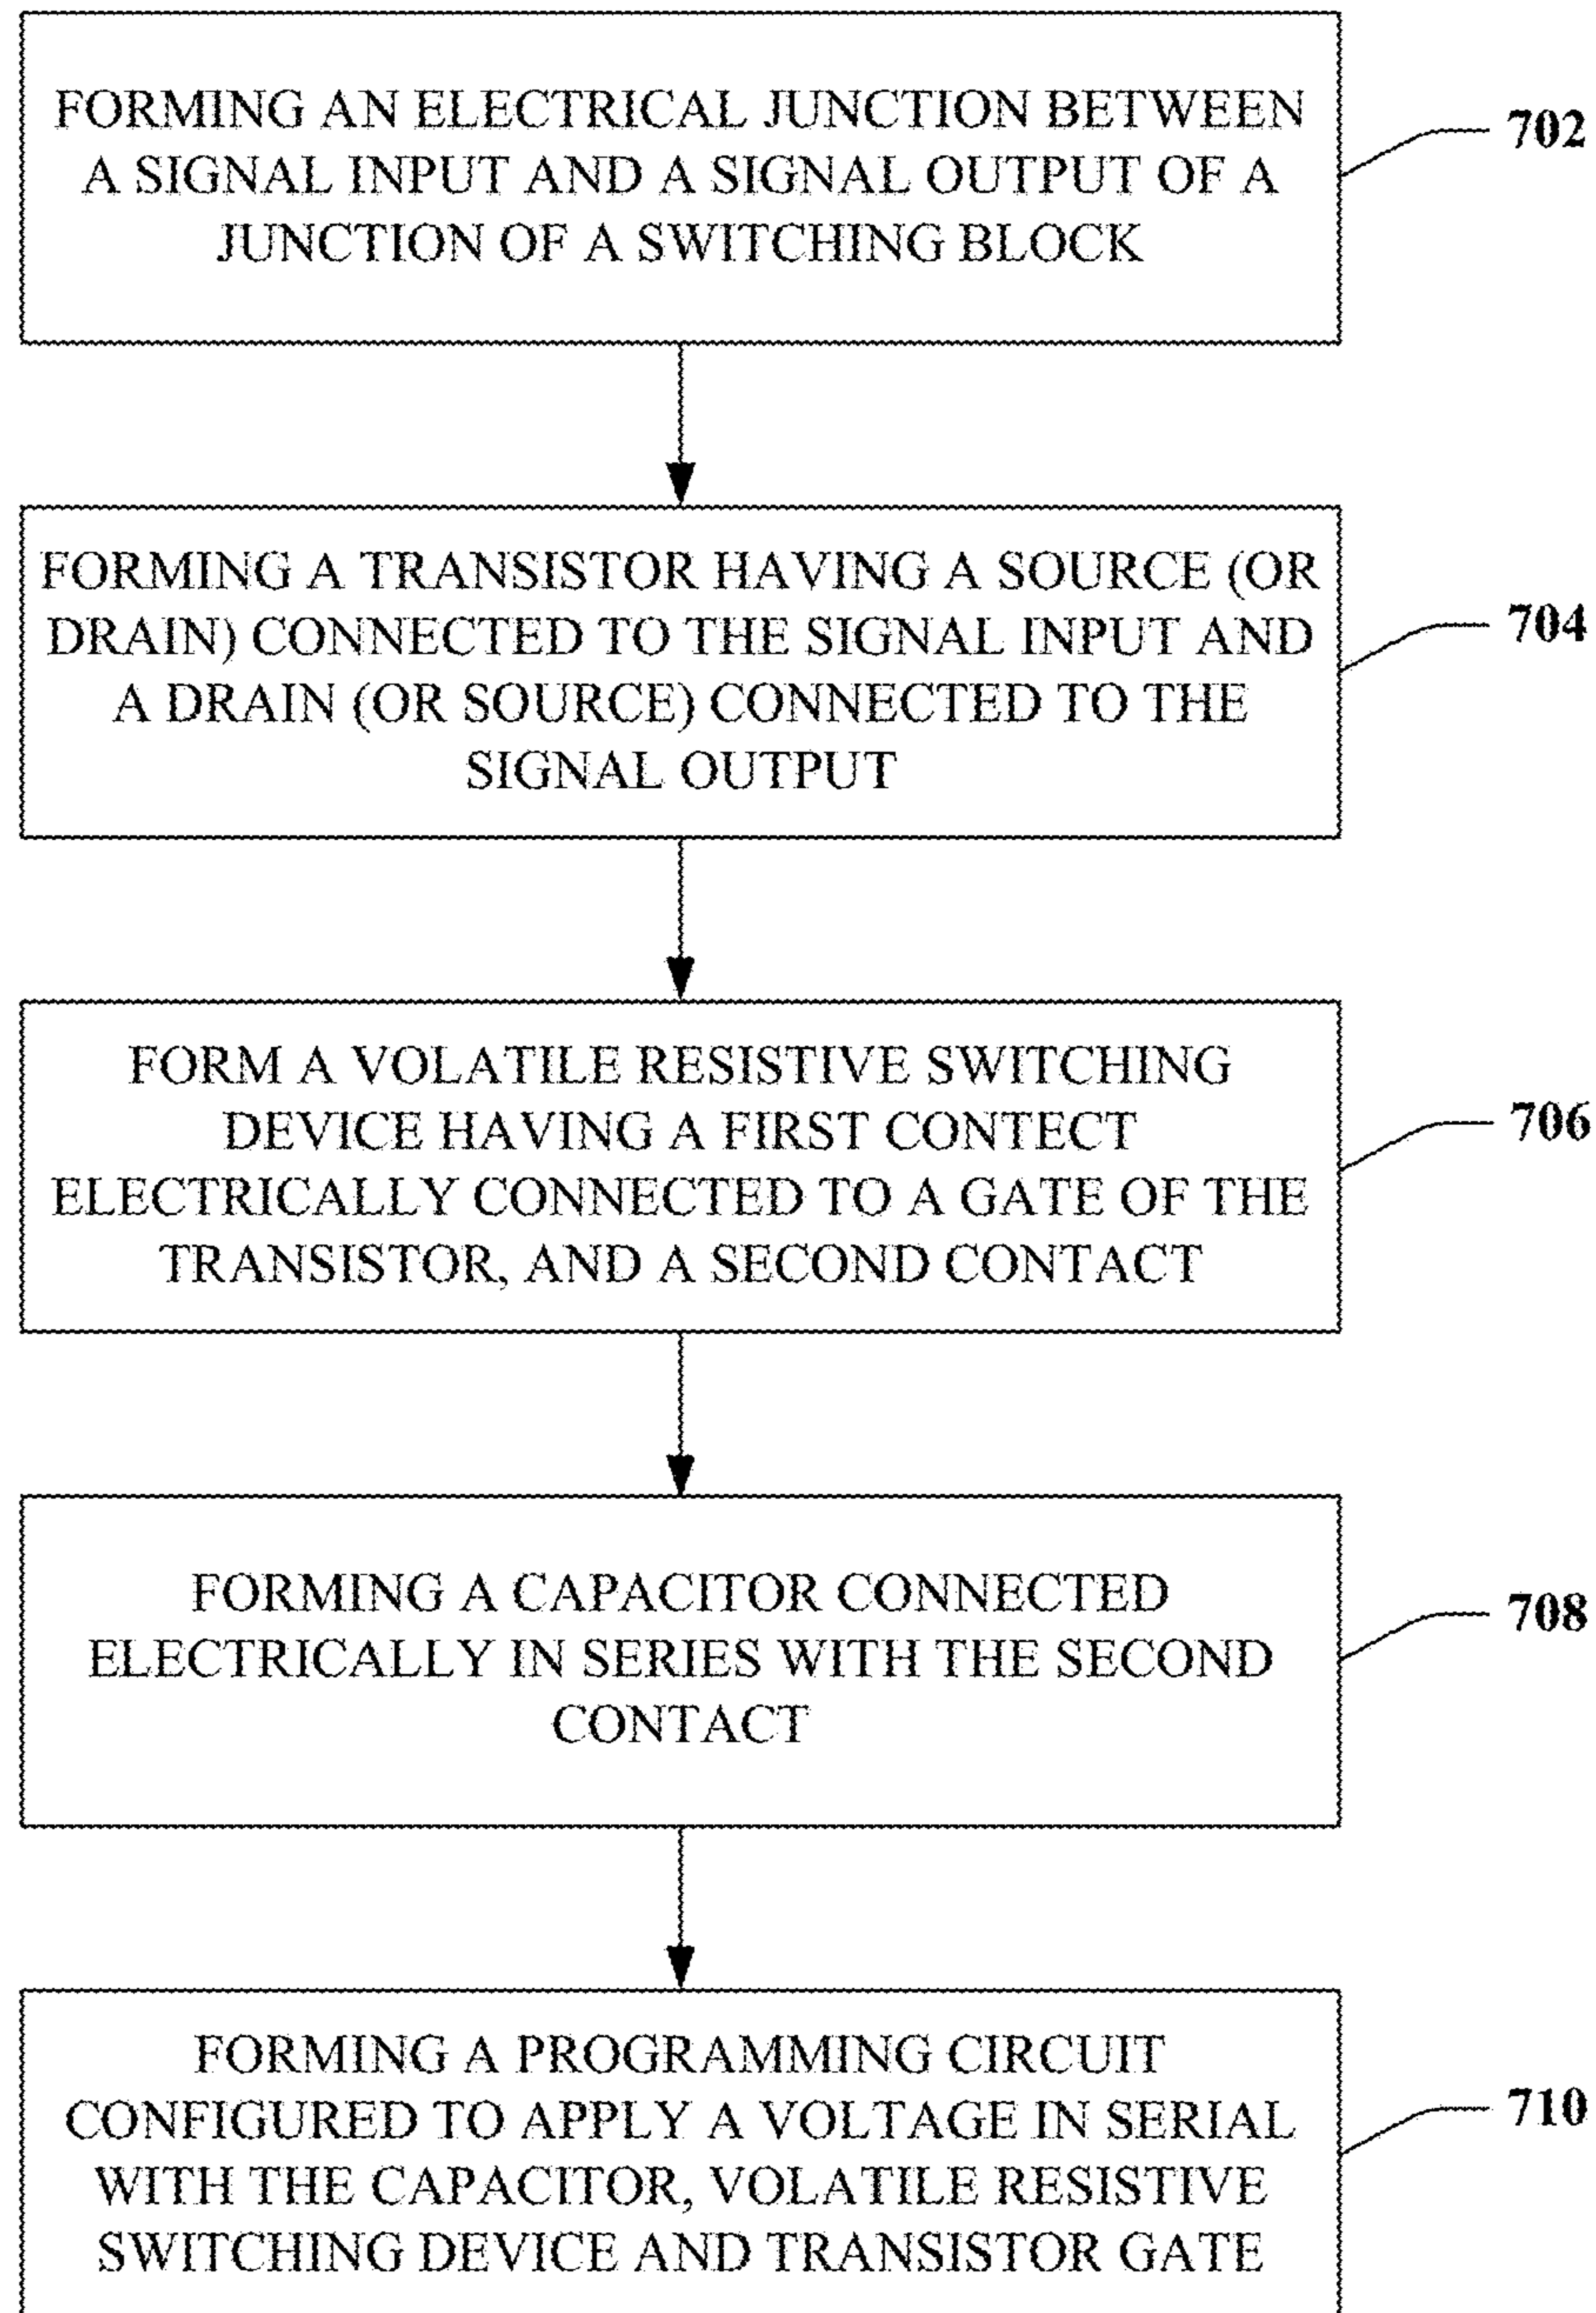 FORMING AN ELECTRICAL JUNCTION BETWEEN
A SIGNAL INPUT AND A SIGNAL OUTPUT OF A
JUNCTION OF A SWITCHING BLOCK
702
FORMING A TRANSISTOR HAVING A SOURCE (OR
DRAIN) CONNECTED TO THE SIGNAL INPUT AND
A DRAIN (OR SOURCE) CONNECTED TO THE
SIGNAL OUTPUT
704
FORM A VOLATILE RESISTIVE SWITCHING
DEVICE HAVING A FIRST CONTECT
ELECTRICALLY CONNECTED TO A GATE OF THE
TRANSISTOR, AND A SECOND CONTACT
706
FORMING A CAPACITOR CONNECTED
ELECTRICALLY IN SERIES WITH THE SECOND
CONTACT
708
FORMING A PROGRAMMING CIRCUIT
CONFIGURED TO APPLY A VOLTAGE IN SERIAL
WITH THE CAPACITOR, VOLATILE RESISTIVE
SWITCHING DEVICE AND TRANSISTOR GATE
710